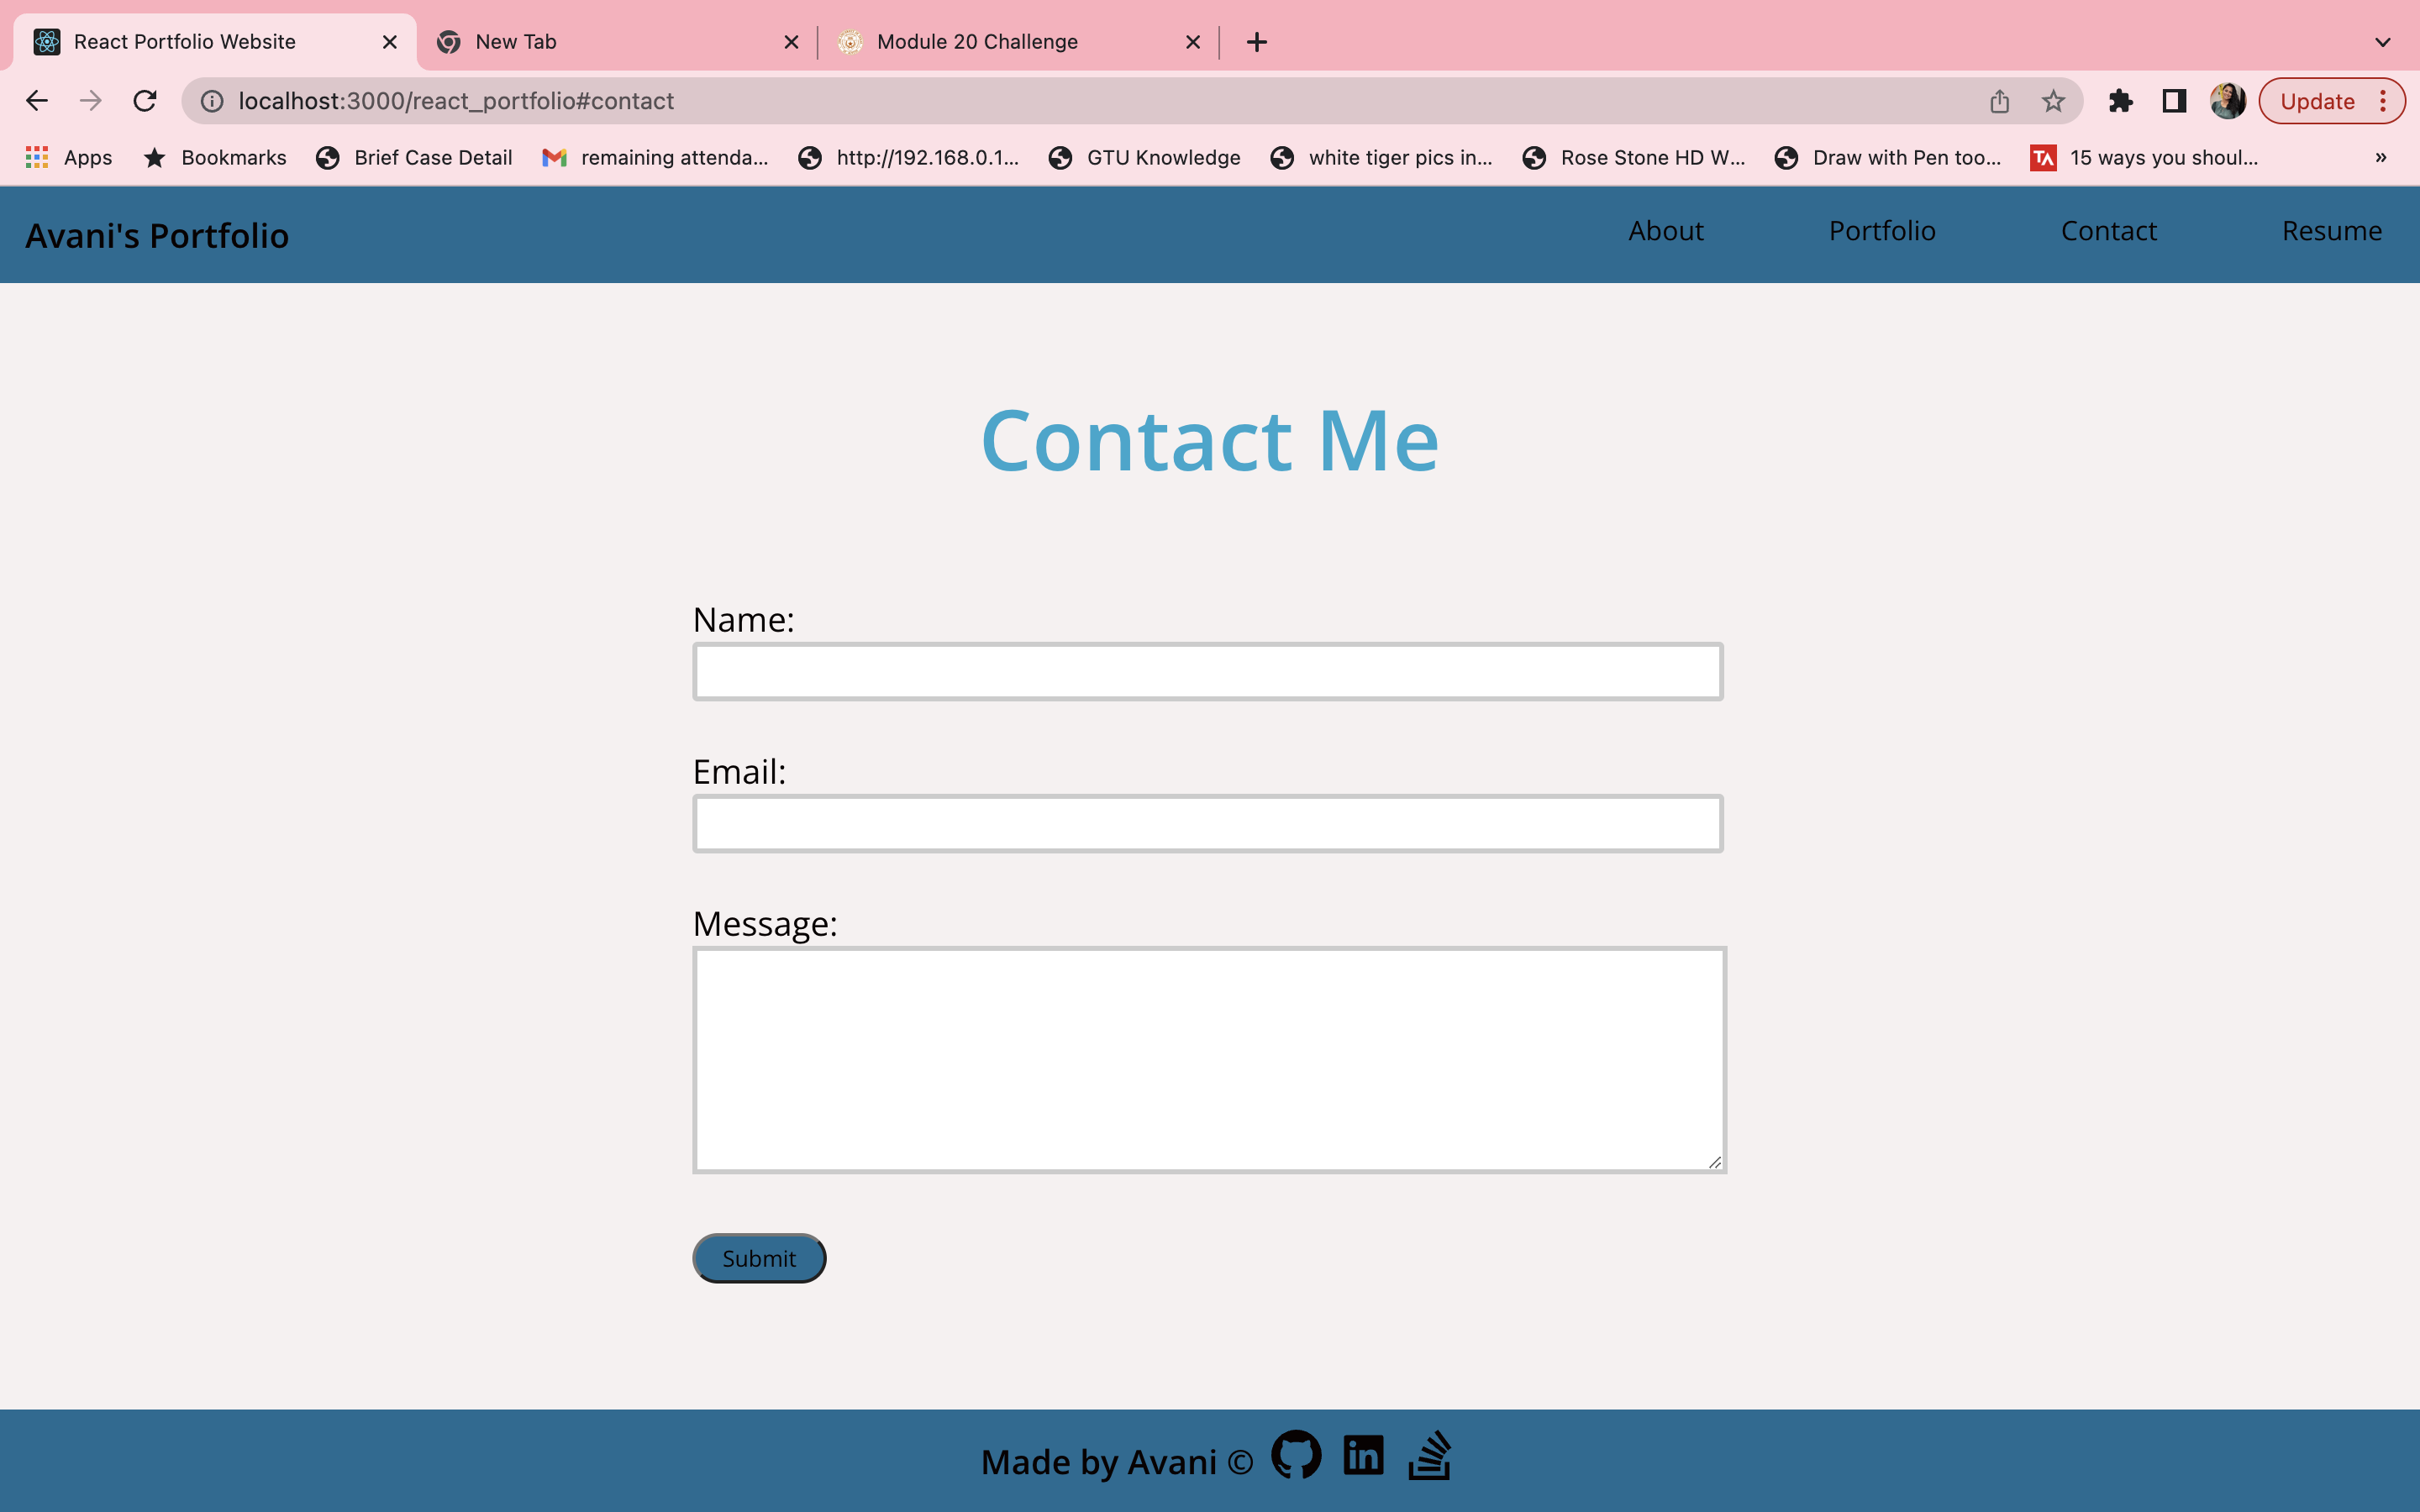 React Portfolio Website New Tab Module 20 Challenge
localhost:3000/react_portfolio#contact Update
Apps Bookmarks Brief Case Detail remaining attenda... http://192.168.0.1... GTU Knowledge white tiger pics in... Rose Stone HD W... Draw with Pen too... TA 15 ways you shoul... »
Avani's Portfolio About Portfolio Contact Resume
Contact Me
Name:
Email:
Message:
Submit
Made by Avani © in